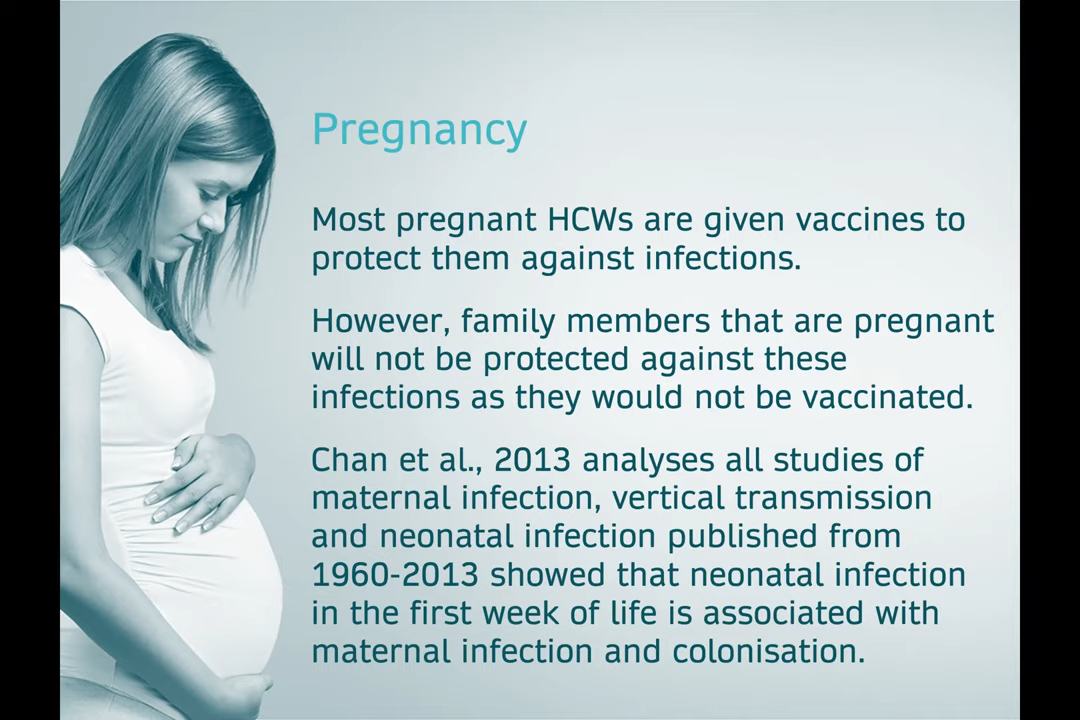 Pregnancy
Most pregnant HCWs are given vaccines to
protect them against infections.
However, family members that are pregnant
will not be protected against these
infections as they would not be vaccinated.
Chan et al., 2013 analyses all studies of
maternal infection, vertical transmission
and neonatal infection published from
1960-2013 showed that neonatal infection
in the first week of life is associated with
maternal infection and colonisation.